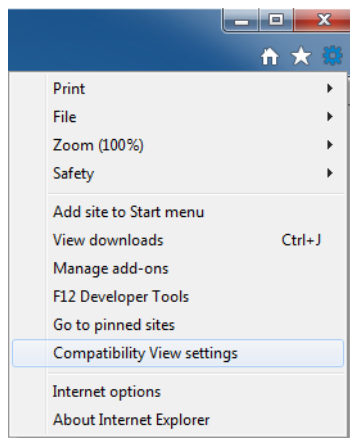 Print
File
Zoom (100%)
Safety
Add site to Start menu
View downloads Ctrl+J
Manage add-ons
F12 Developer Tools
Go to pinned sites
Compatibility View settings
Internet options
About Internet Explorer